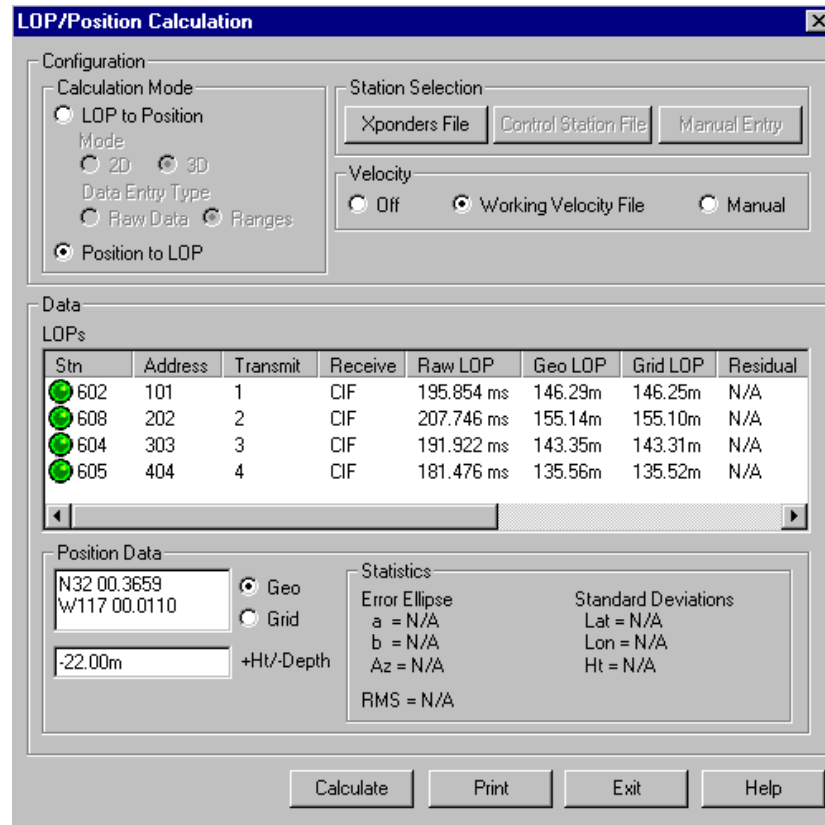 LOP/Position Calculation
Configuration
Calculation Mode
LOP to Position
Mode
2D 3D
Data Entry Type
Raw Data Ranges
Position to LOP
Station Selection
Xponders File Control Station File Manual Entry
Velocity
Off Working Velocity File Manual
Data
LOPs
Stn Address Transmit Receive Raw LOP Geo LOP Grid LOP Residual
602 101 1 CIF 195.854 ms 146.29m 146.25m N/A
608 202 2 CIF 207.746 ms 155.14m 155.10m N/A
604 303 3 CIF 191.922 ms 143.35m 143.31m N/A
605 404 4 CIF 181.476 ms 135.56m 135.52m N/A
Position Data
N32 00.3659
W117 00.0110
Geo
Grid
-22.00m +Ht/-Depth
Statistics
Error Ellipse
a = N/A
b = N/A
Az = N/A
RMS = N/A
Standard Deviations
Lat = N/A
Lon = N/A
Ht = N/A
Calculate Print Exit Help